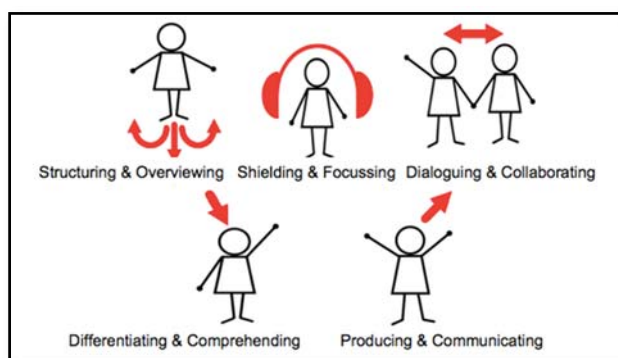 Structuring & Overviewing
Shielding & Focussing
Dialoguing & Collaborating
Differentiating & Comprehending
Producing & Communicating